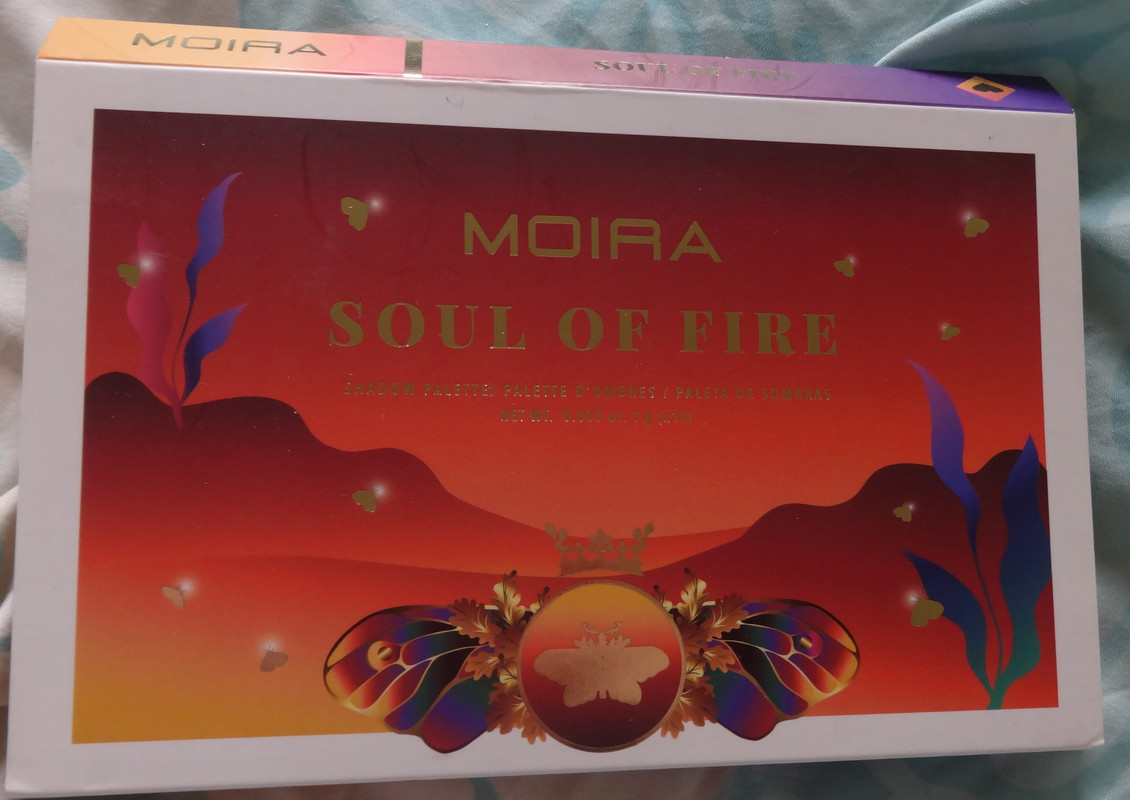 MOIRA
SOUL OF FIRE
MOIRA
SOUL OF FIRE
SHADOW PALETTE/ PALETTE D'OMBRES / PALETA DE SOMBRAS
NET WT.